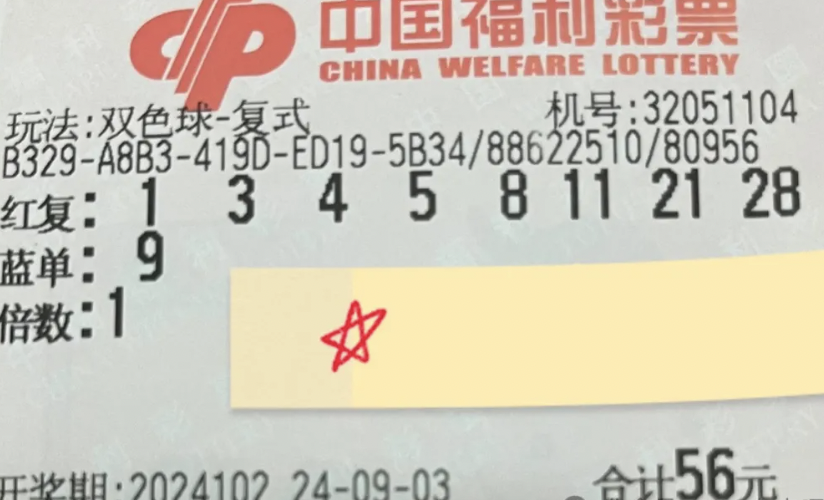 中国福利彩票
CHINA WELFARE LOTTERY
玩法:双色球-复式 机号:32051104
B329-A8B3-419D-ED19-5B34/88622510/80956
红复: 1 3 4 5 8 11 21 28
蓝单: 9
倍数:1
开奖期:2024102 24-09-03 合计56元